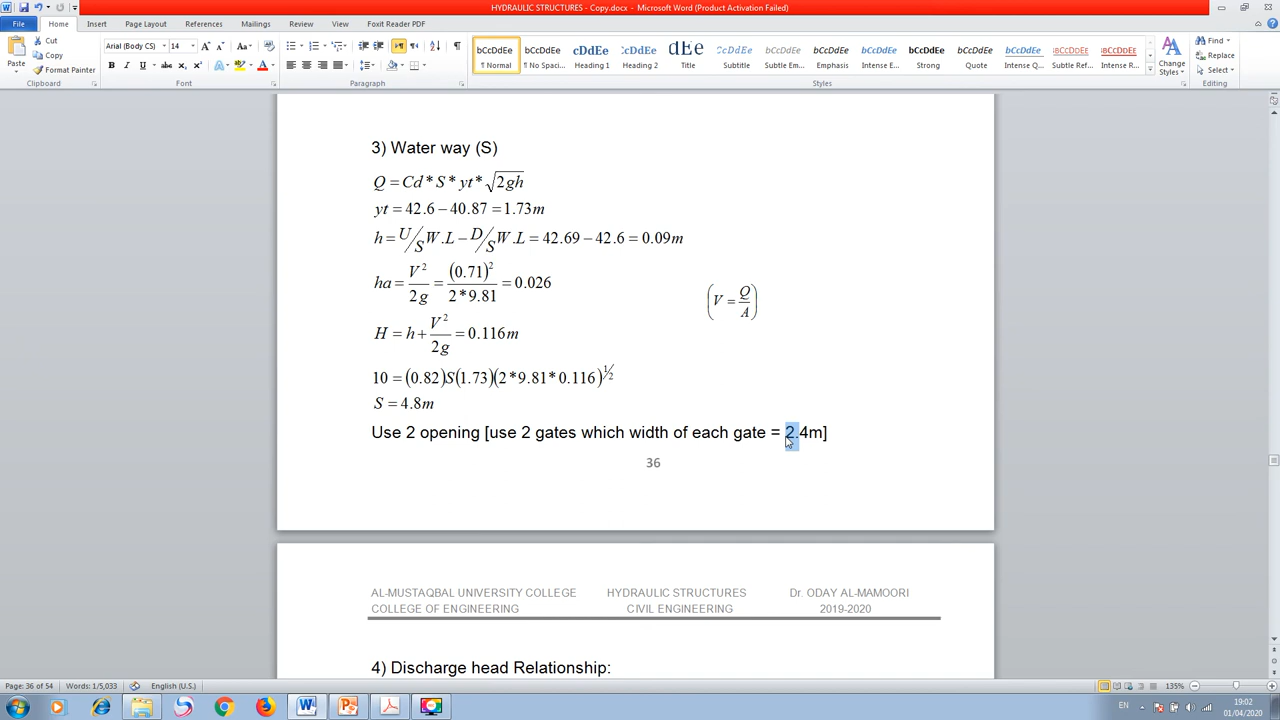 HYDRAULIC STRUCTURES - Copy.docx - Microsoft Word (Product Activation Failed)
File Home Insert Page Layout References Mailings Review View Foxit Reader PDF
Paste Cut Copy Format Painter Clipboard
Arial (Body CS) 14 Font
Paragraph
AaBbCcDdEe ¶ Normal ¶ No Spaci... Heading 1 Heading 2 Title Subtitle Subtle Em... Emphasis Intense E... Strong Quote Intense Q... Subtle Ref... Intense R... Styles
Change Styles
Find Replace Select Editing
3) Water way (S)
Q = Cd * S * yt * √2gh
yt = 42.6 − 40.87 = 1.73m
h = U/S W.L − D/S W.L = 42.69 − 42.6 = 0.09m
ha = V²/2g = (0.71)²/2*9.81 = 0.026
(V = Q/A)
H = h + V²/2g = 0.116m
10 = (0.82)S(1.73)(2*9.81*0.116)^1/2
S = 4.8m
Use 2 opening [use 2 gates which width of each gate = 2.4m]
36
AL-MUSTAQBAL UNIVERSITY COLLEGE HYDRAULIC STRUCTURES Dr. ODAY AL-MAMOORI
COLLEGE OF ENGINEERING CIVIL ENGINEERING 2019-2020
4) Discharge head Relationship:
Page: 36 of 54 Words: 1/5,033 English (U.S.) 135%
EN 19:02
01/04/2020